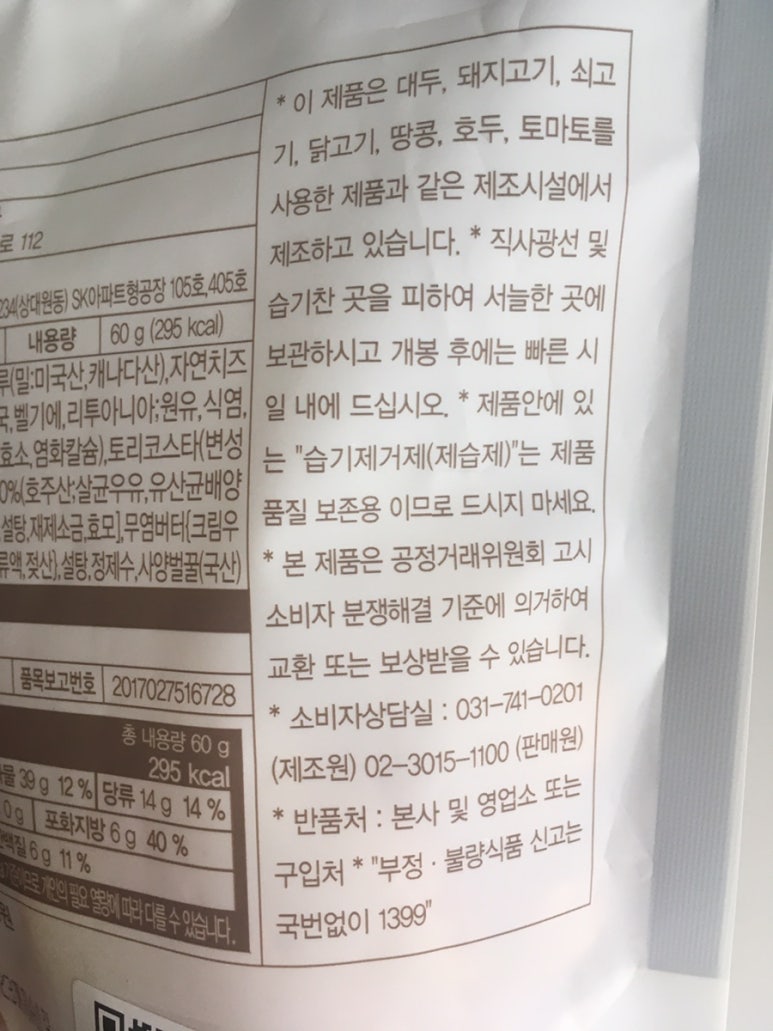 로 112
234(상대원동) SK아파트형공장 105호,405호
내용량 60 g (295 kcal)
루(밀:미국산,캐나다산),자연치즈
국,벨기에,리투아니아;원유,식염,
효소,염화칼슘),토리코스타(변성
0%(호주산;살균우유,유산균배양
설탕,재제소금,효모],무염버터{크림우
류액,젖산},설탕,정제수,사양벌꿀(국산)
품목보고번호 2017027516728
총 내용량 60 g
295 kcal
물 39 g 12 % 당류 14 g 14 %
0 g 포화지방 6 g 40 %
백질 6 g 11 %
개인의 필요 열량에 따라 다를 수 있습니다.
* 이 제품은 대두, 돼지고기, 쇠고
기, 닭고기, 땅콩, 호두, 토마토를
사용한 제품과 같은 제조시설에서
제조하고 있습니다. * 직사광선 및
습기찬 곳을 피하여 서늘한 곳에
보관하시고 개봉 후에는 빠른 시
일 내에 드십시오. * 제품안에 있
는 "습기제거제(제습제)"는 제품
품질 보존용 이므로 드시지 마세요.
* 본 제품은 공정거래위원회 고시
소비자 분쟁해결 기준에 의거하여
교환 또는 보상받을 수 있습니다.
* 소비자상담실 : 031-741-0201
(제조원) 02-3015-1100 (판매원)
* 반품처 : 본사 및 영업소 또는
구입처 * "부정 · 불량식품 신고는
국번없이 1399"